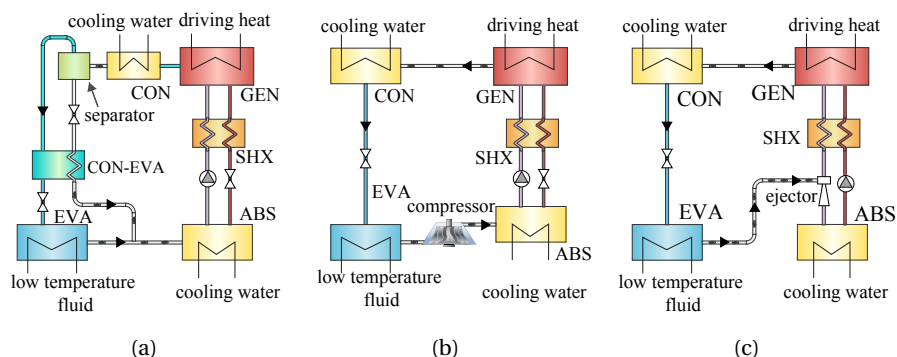 cooling water
driving heat
CON
GEN
separator
SHX
CON-EVA
EVA
ABS
low temperature
fluid
cooling water
(a)
cooling water
driving heat
CON
GEN
SHX
EVA
compressor
ABS
low temperature
fluid
cooling water
(b)
cooling water
driving heat
CON
GEN
SHX
ejector
EVA
ABS
low temperature
fluid
cooling water
(c)